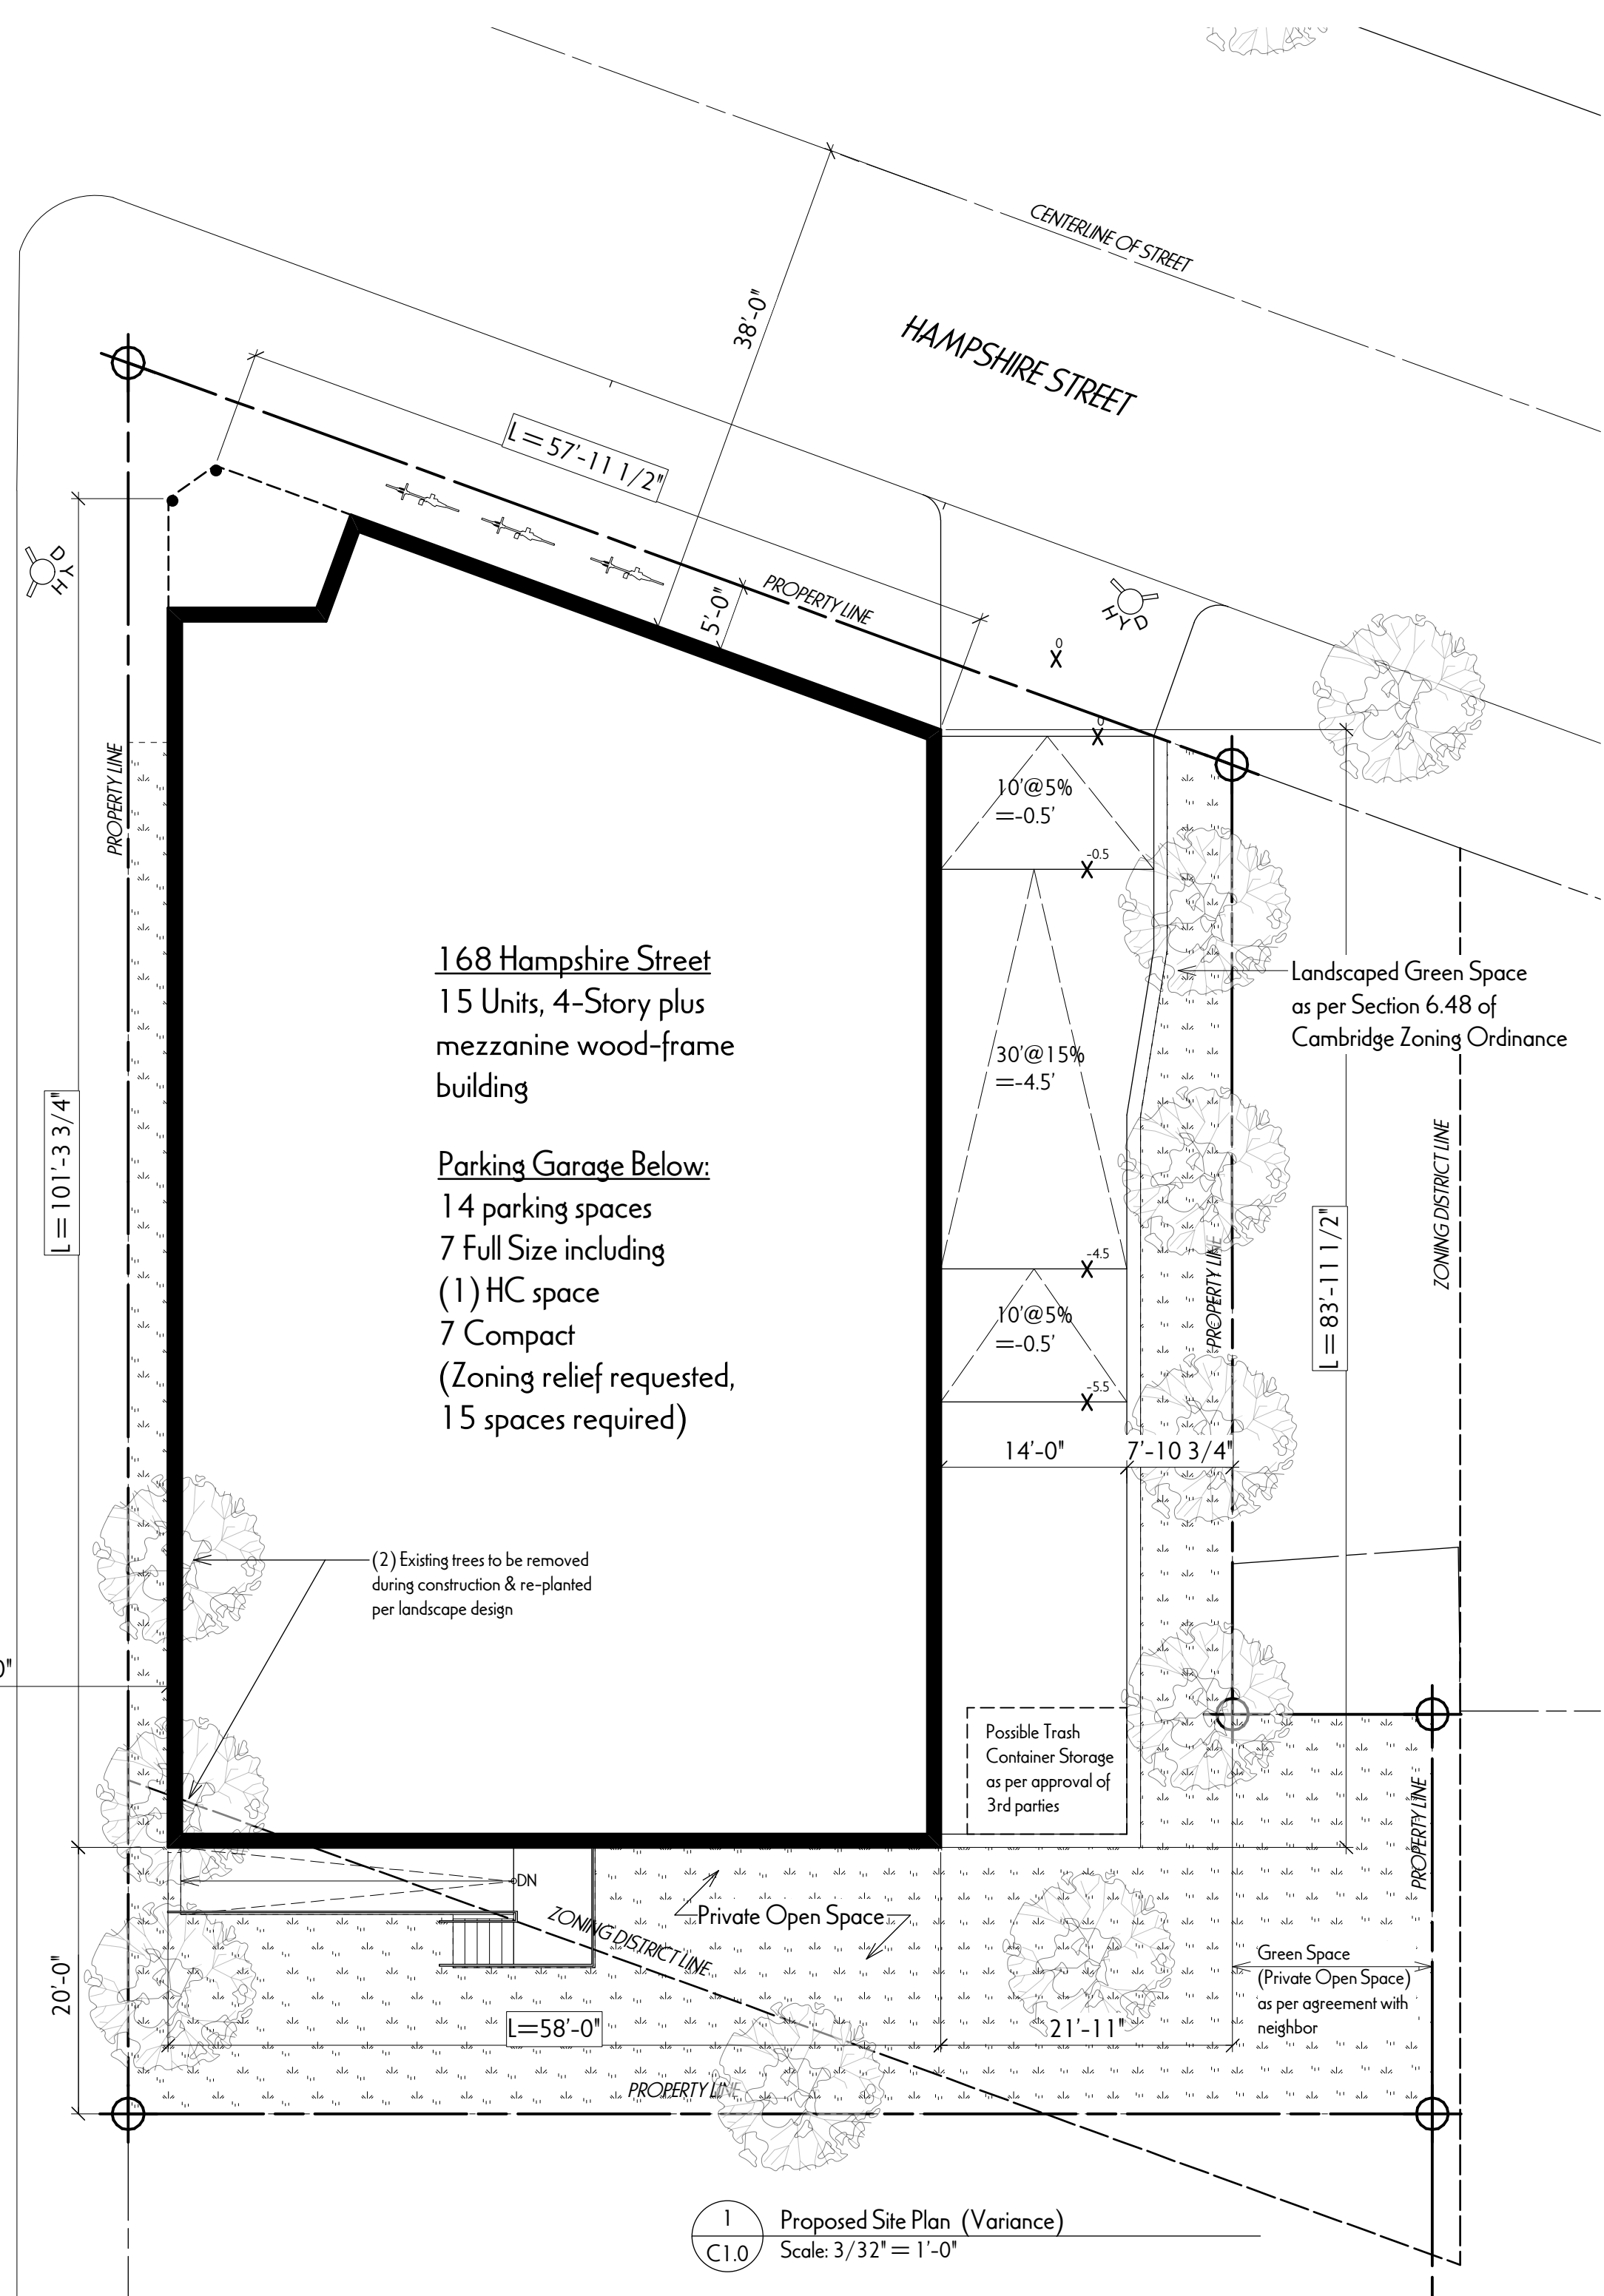 CENTERLINE OF STREET
HAMPSHIRE STREET
38'-0"
L = 57'-11 1/2"
PROPERTY LINE
5'-0"
HYD
HYD
0
X
0
X
PROPERTY LINE
10'@5%
=-0.5'
-0.5
X
168 Hampshire Street
15 Units, 4-Story plus
mezzanine wood-frame
building
Landscaped Green Space
as per Section 6.48 of
Cambridge Zoning Ordinance
30'@15%
=-4.5'
L = 101'-3 3/4"
Parking Garage Below:
14 parking spaces
7 Full Size including
(1) HC space
7 Compact
(Zoning relief requested,
15 spaces required)
ZONING DISTRICT LINE
PROPERTY LINE
L = 83'-11 1/2"
-4.5
X
10'@5%
=-0.5'
-5.5
X
14'-0"
7'-10 3/4"
(2) Existing trees to be removed
during construction & re-planted
per landscape design
0"
Possible Trash
Container Storage
as per approval of
3rd parties
PROPERTY LINE
DN
Private Open Space
ZONING DISTRICT LINE
Green Space
(Private Open Space)
as per agreement with
neighbor
20'-0"
L=58'-0"
21'-11"
PROPERTY LINE
1
C1.0
Proposed Site Plan (Variance)
Scale: 3/32" = 1'-0"